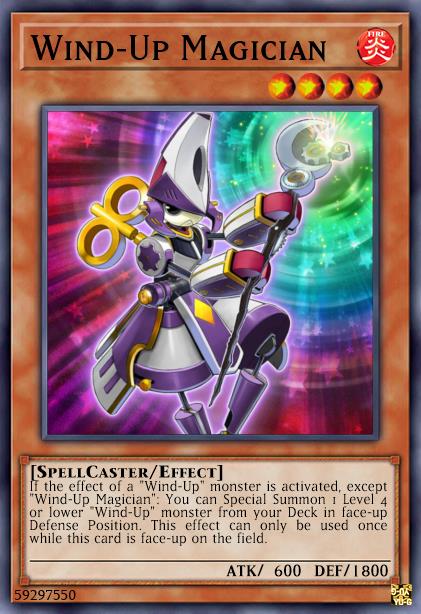 WIND-UP MAGICIAN
FIRE
炎
[SPELLCASTER/EFFECT]
If the effect of a "Wind-Up" monster is activated, except
"Wind-Up Magician": You can Special Summon 1 Level 4
or lower "Wind-Up" monster from your Deck in face-up
Defense Position. This effect can only be used once
while this card is face-up on the field.
ATK/ 600 DEF/1800
59297550